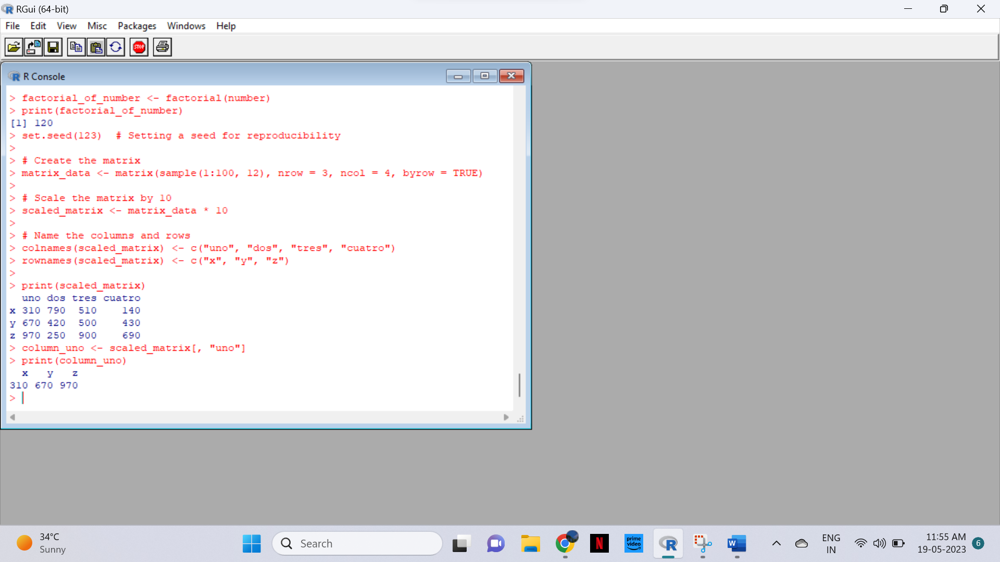 RGui (64-bit)
File Edit View Misc Packages Windows Help
STOP
R Console
> factorial_of_number <- factorial(number)
> print(factorial_of_number)
[1] 120
> set.seed(123)  # Setting a seed for reproducibility
>
> # Create the matrix
> matrix_data <- matrix(sample(1:100, 12), nrow = 3, ncol = 4, byrow = TRUE)
>
> # Scale the matrix by 10
> scaled_matrix <- matrix_data * 10
>
> # Name the columns and rows
> colnames(scaled_matrix) <- c("uno", "dos", "tres", "cuatro")
> rownames(scaled_matrix) <- c("x", "y", "z")
>
> print(scaled_matrix)
  uno dos tres cuatro
x 310 790  510    140
y 670 420  500    430
z 970 250  900    690
> column_uno <- scaled_matrix[, "uno"]
> print(column_uno)
  x   y   z
310 670 970
>
34°C
Sunny
Search
N
prime video
R
W
ENG
IN
11:55 AM
19-05-2023
6